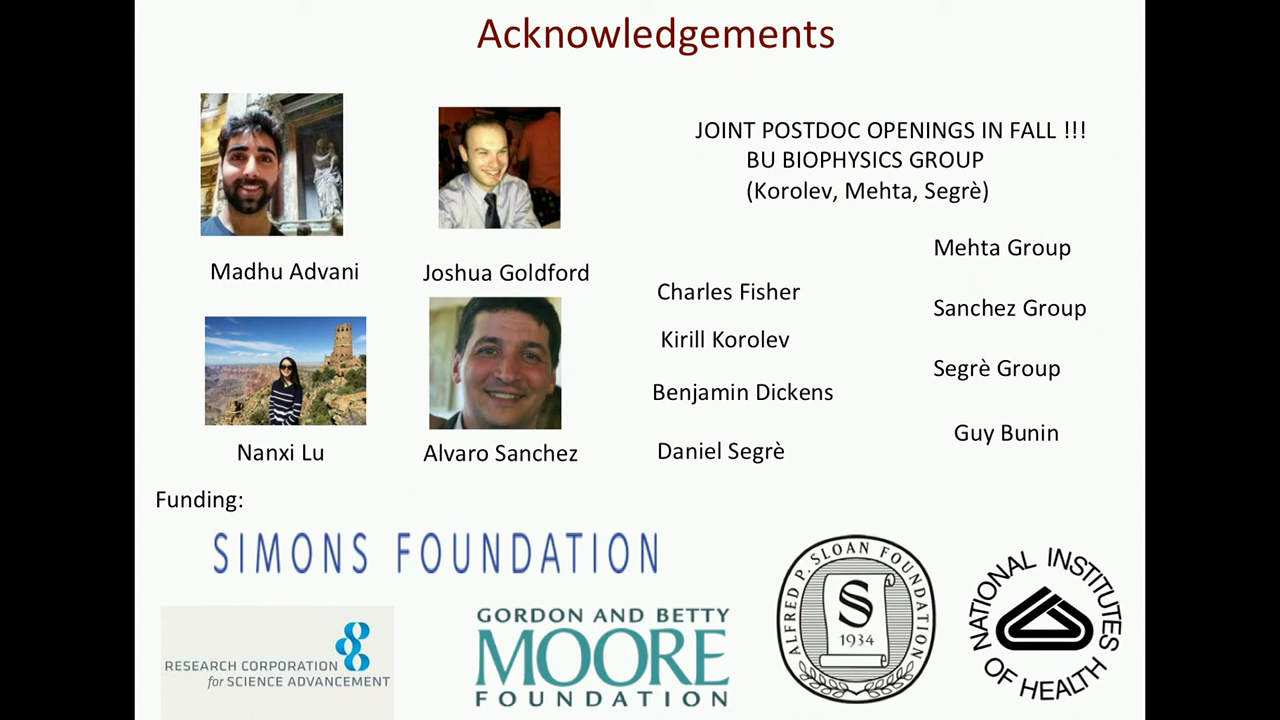 Acknowledgements
JOINT POSTDOC OPENINGS IN FALL !!!
BU BIOPHYSICS GROUP
(Korolev, Mehta, Segrè)
Madhu Advani
Joshua Goldford
Nanxi Lu
Alvaro Sanchez
Charles Fisher
Kirill Korolev
Benjamin Dickens
Daniel Segrè
Mehta Group
Sanchez Group
Segrè Group
Guy Bunin
Funding:
SIMONS FOUNDATION
RESEARCH CORPORATION
for SCIENCE ADVANCEMENT
GORDON AND BETTY
MOORE
FOUNDATION
ALFRED P. SLOAN FOUNDATION
S
1934
NATIONAL INSTITUTES
OF HEALTH